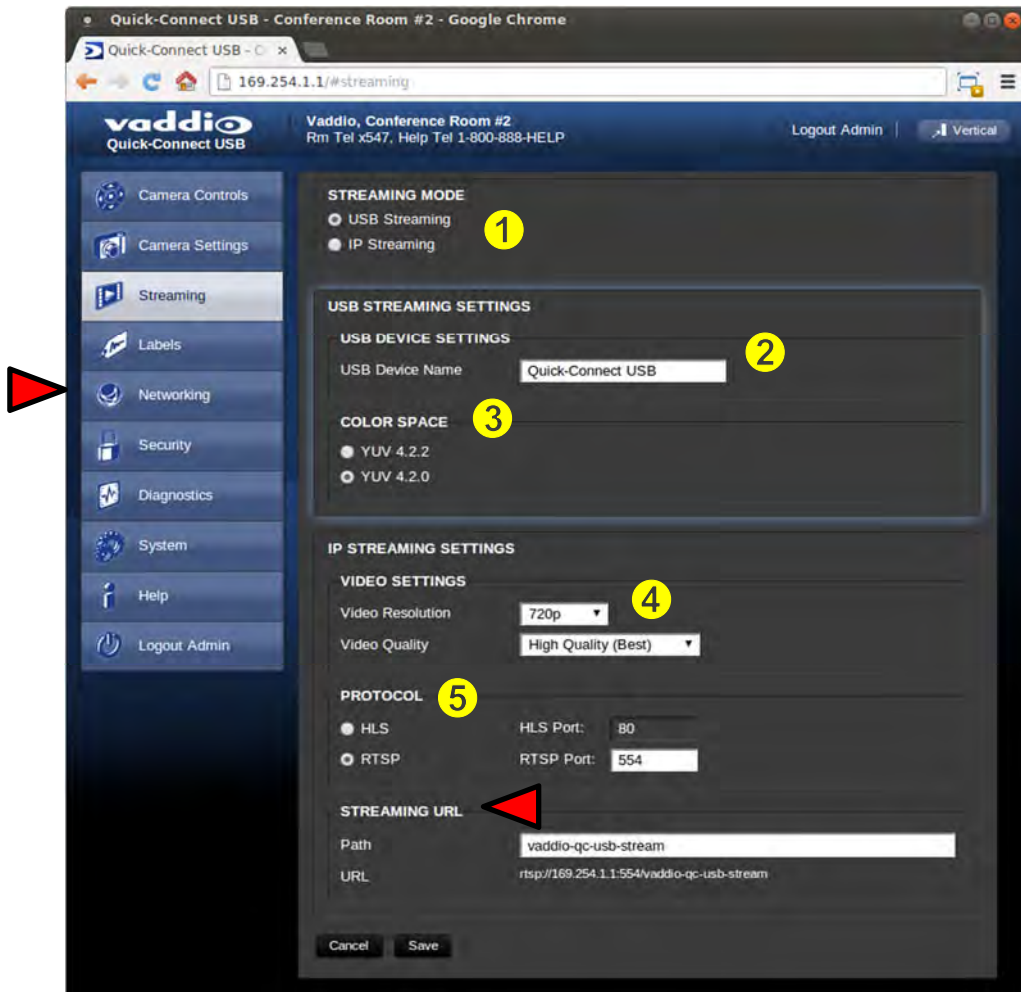 Quick-Connect USB - Conference Room #2 - Google Chrome
Quick-Connect USB - C
169.254.1.1/#streaming
vaddio
Quick-Connect USB
Vaddio, Conference Room #2
Rm Tel x547, Help Tel 1-800-888-HELP
Logout Admin
Vertical
Camera Controls
Camera Settings
Streaming
Labels
Networking
Security
Diagnostics
System
Help
Logout Admin
STREAMING MODE
USB Streaming
IP Streaming
1
USB STREAMING SETTINGS
USB DEVICE SETTINGS
2
USB Device Name Quick-Connect USB
COLOR SPACE 3
YUV 4.2.2
YUV 4.2.0
IP STREAMING SETTINGS
VIDEO SETTINGS
4
Video Resolution 720p
Video Quality High Quality (Best)
PROTOCOL 5
HLS HLS Port: 80
RTSP RTSP Port: 554
STREAMING URL
Path vaddio-qc-usb-stream
URL rtsp://169.254.1.1:554/vaddio-qc-usb-stream
Cancel Save